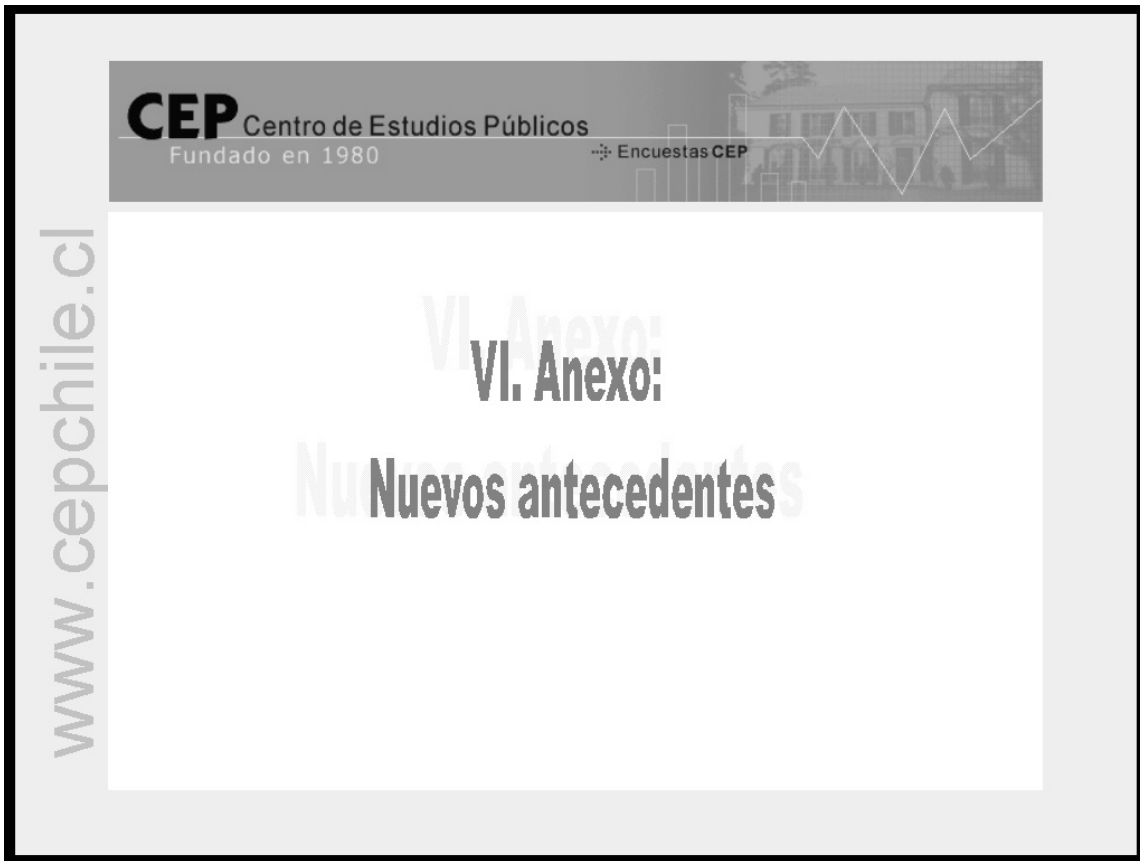 CEP Centro de Estudios Públicos
Fundado en 1980
Encuestas CEP
www.cepchile.cl
VI. Anexo:
Nuevos antecedentes